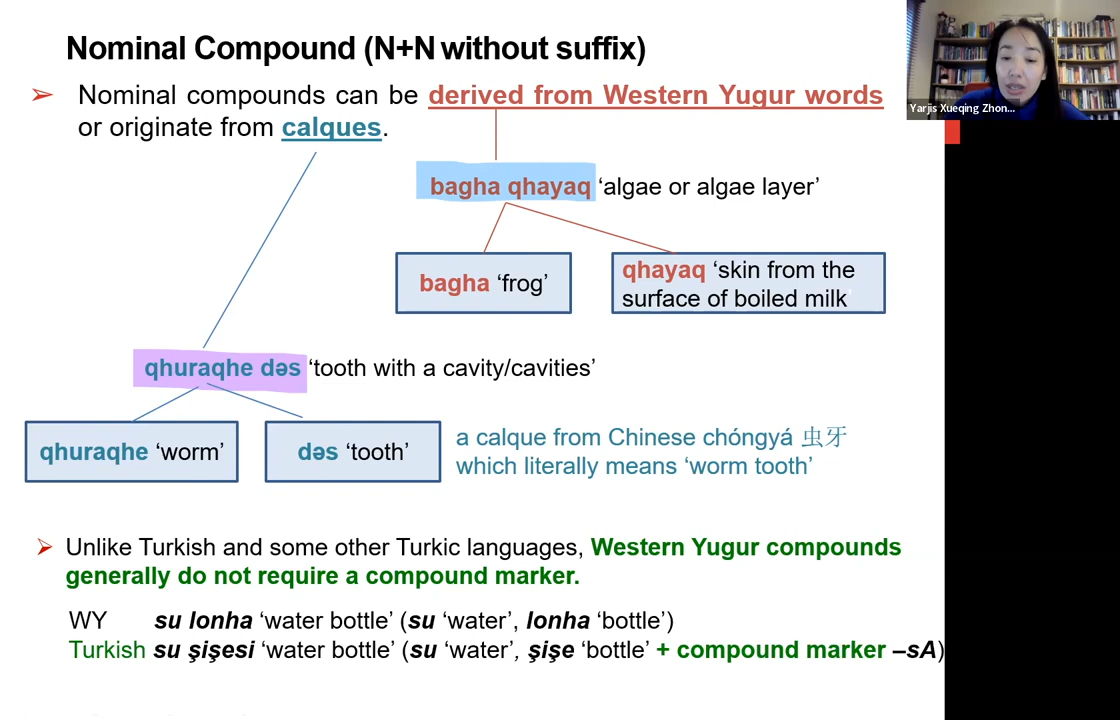 Nominal Compound (N+N without suffix)
➢ Nominal compounds can be derived from Western Yugur words
or originate from calques.
bagha qhayaq ‘algae or algae layer’
bagha ‘frog’
qhayaq ‘skin from the
surface of boiled milk’
qhuraqhe dəs ‘tooth with a cavity/cavities’
qhuraqhe ‘worm’
dəs ‘tooth’
a calque from Chinese chóngyá 虫牙
which literally means ‘worm tooth’
➢ Unlike Turkish and some other Turkic languages, Western Yugur compounds
generally do not require a compound marker.
WY su lonha ‘water bottle’ (su ‘water’, lonha ‘bottle’)
Turkish su şişesi ‘water bottle’ (su ‘water’, şişe ‘bottle’ + compound marker –sA)
Yarjis Xueqing Zhon...